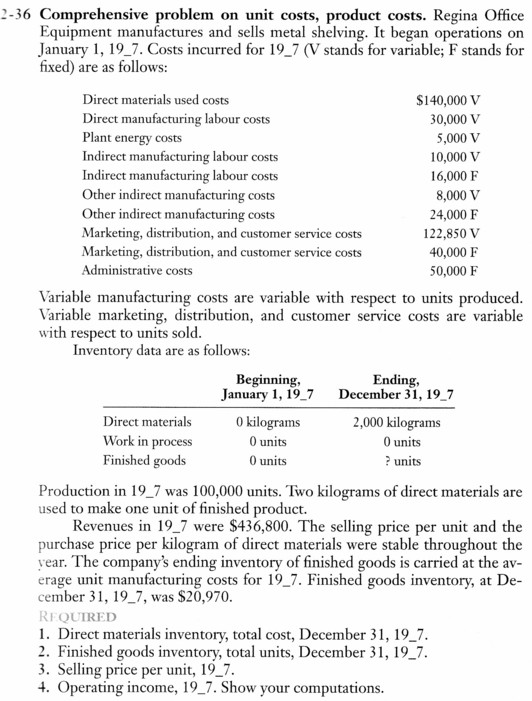 2-36 Comprehensive problem on unit costs, product costs. Regina Office
Equipment manufactures and sells metal shelving. It began operations on
January 1, 19_7. Costs incurred for 19_7 (V stands for variable; F stands for
fixed) are as follows:
Direct materials used costs $140,000 V
Direct manufacturing labour costs 30,000 V
Plant energy costs 5,000 V
Indirect manufacturing labour costs 10,000 V
Indirect manufacturing labour costs 16,000 F
Other indirect manufacturing costs 8,000 V
Other indirect manufacturing costs 24,000 F
Marketing, distribution, and customer service costs 122,850 V
Marketing, distribution, and customer service costs 40,000 F
Administrative costs 50,000 F
Variable manufacturing costs are variable with respect to units produced.
Variable marketing, distribution, and customer service costs are variable
with respect to units sold.
Inventory data are as follows:
Beginning, Ending,
January 1, 19_7 December 31, 19_7
Direct materials 0 kilograms 2,000 kilograms
Work in process 0 units 0 units
Finished goods 0 units ? units
Production in 19_7 was 100,000 units. Two kilograms of direct materials are
used to make one unit of finished product.
Revenues in 19_7 were $436,800. The selling price per unit and the
purchase price per kilogram of direct materials were stable throughout the
year. The company's ending inventory of finished goods is carried at the av-
erage unit manufacturing costs for 19_7. Finished goods inventory, at De-
cember 31, 19_7, was $20,970.
REQUIRED
1. Direct materials inventory, total cost, December 31, 19_7.
2. Finished goods inventory, total units, December 31, 19_7.
3. Selling price per unit, 19_7.
4. Operating income, 19_7. Show your computations.